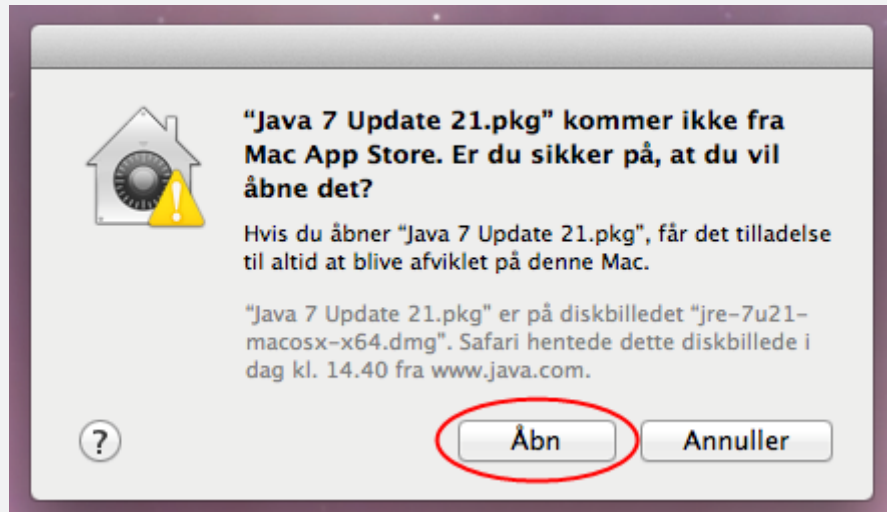 “Java 7 Update 21.pkg” kommer ikke fra
Mac App Store. Er du sikker på, at du vil
åbne det?
Hvis du åbner “Java 7 Update 21.pkg”, får det tilladelse
til altid at blive afviklet på denne Mac.
“Java 7 Update 21.pkg” er på diskbilledet “jre-7u21-
macosx-x64.dmg”. Safari hentede dette diskbillede i
dag kl. 14.40 fra www.java.com.
? Åbn Annuller